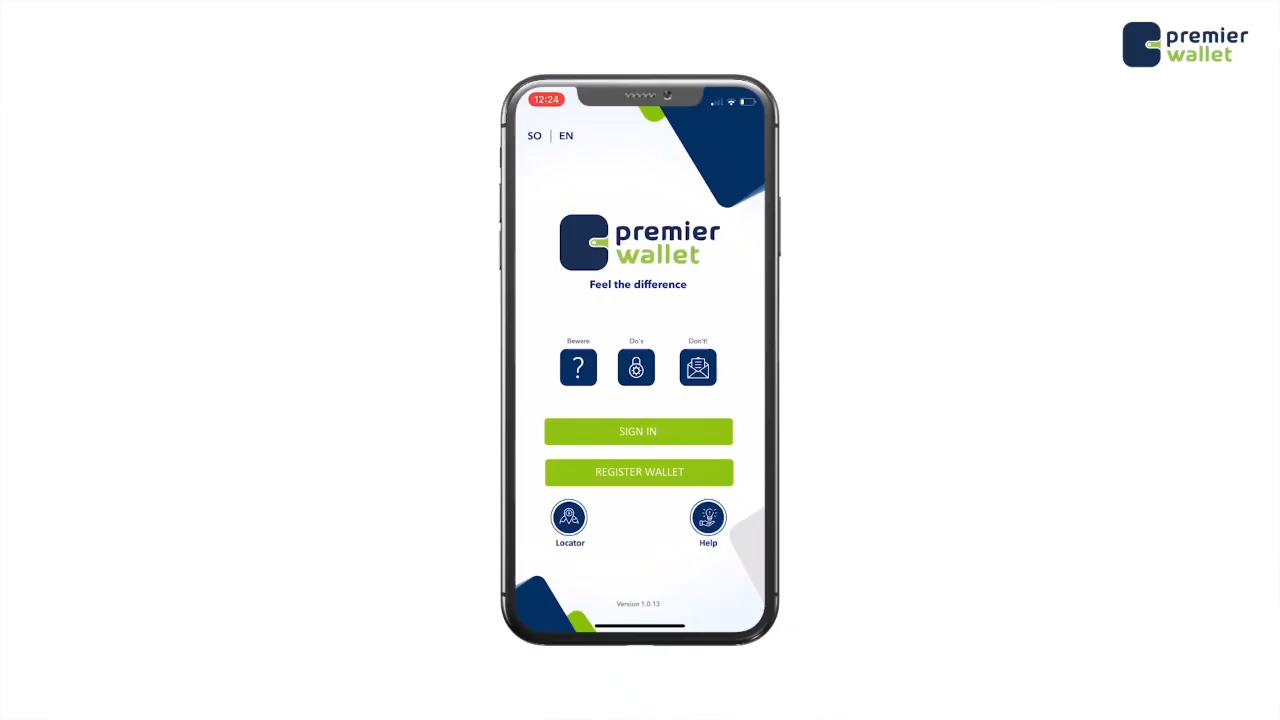 premier
wallet
12:24
SO | EN
premier
wallet
Feel the difference
Beware
Do's
Don't!
?
SIGN IN
REGISTER WALLET
Locator
Help
Version 1.0.13